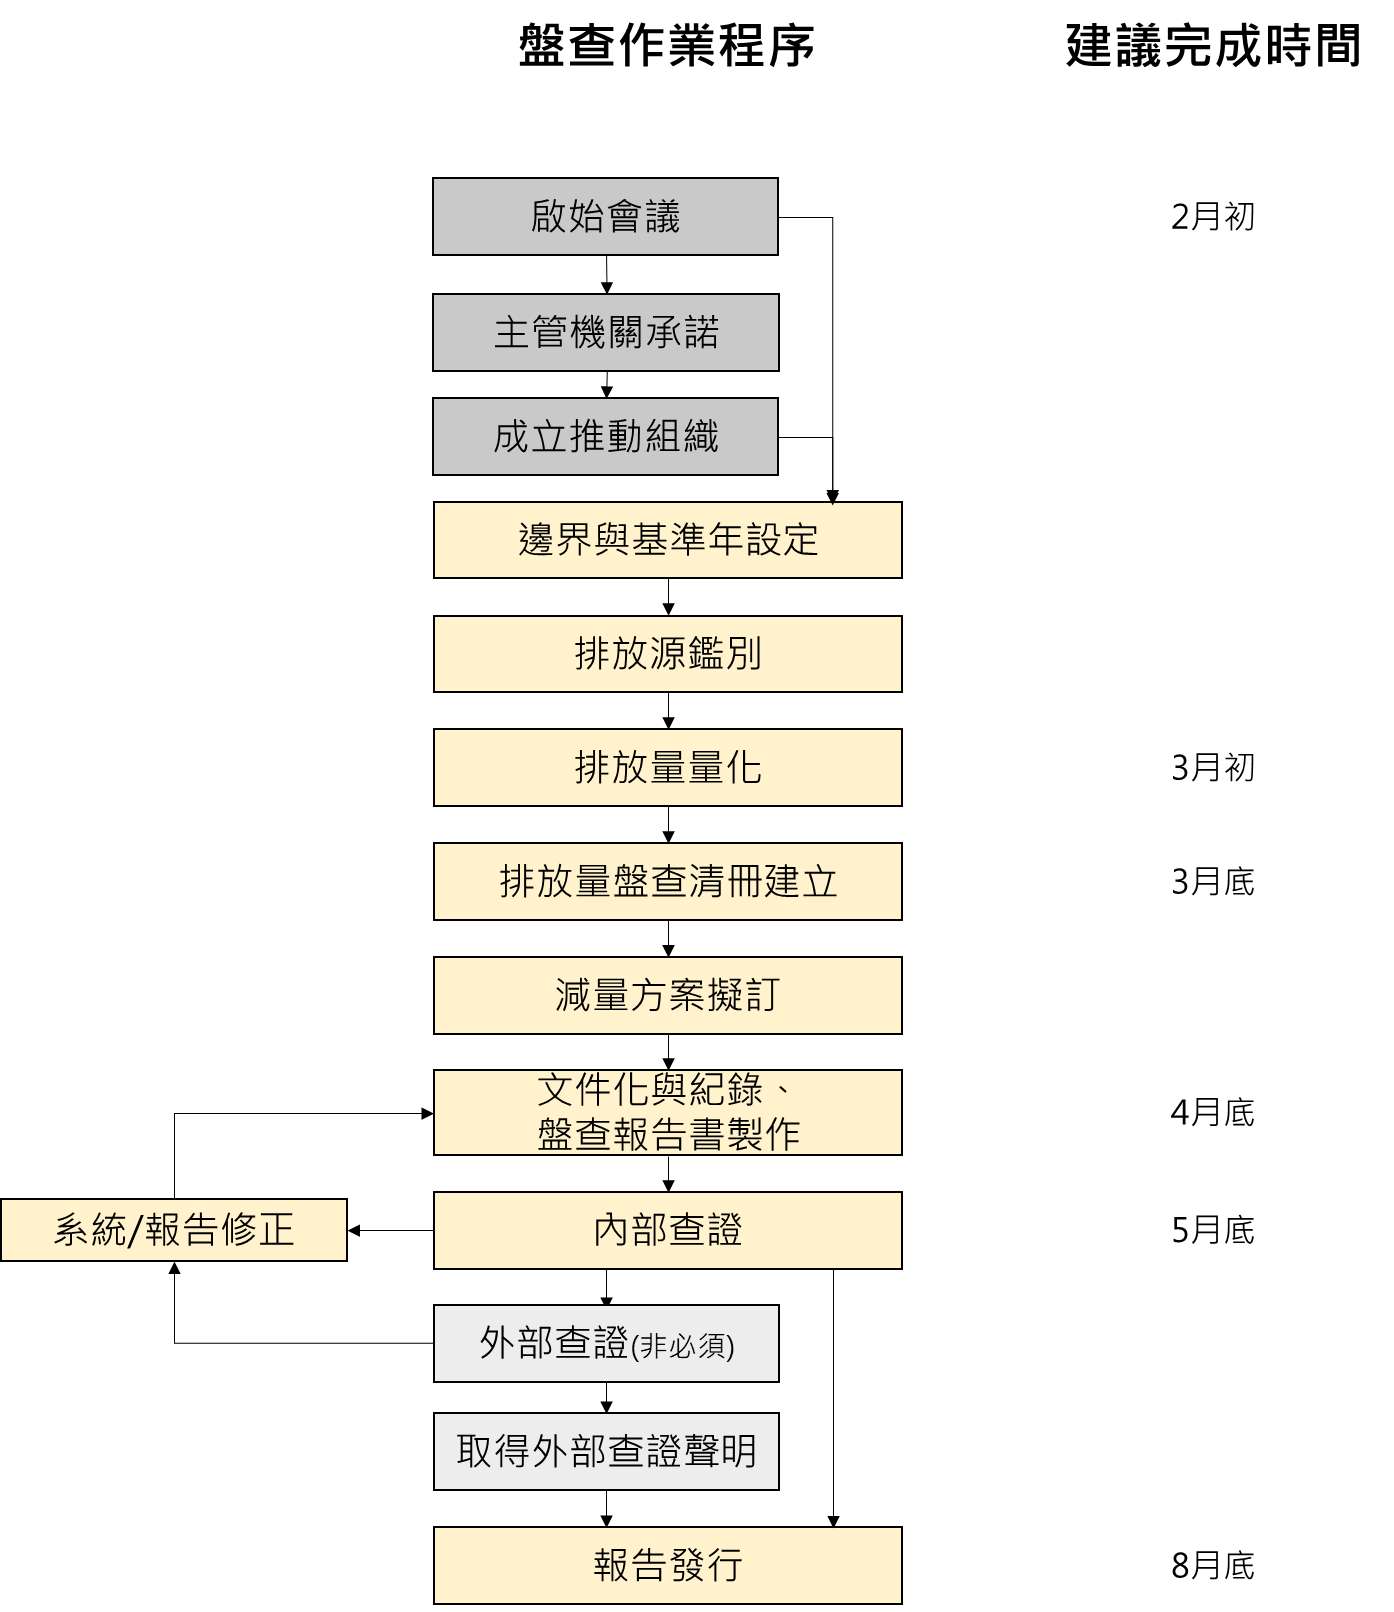 盤查作業程序 建議完成時間
啟始會議 2月初
主管機關承諾
成立推動組織
邊界與基準年設定
排放源鑑別
排放量量化 3月初
排放量盤查清冊建立 3月底
減量方案擬訂
文件化與紀錄、
盤查報告書製作 4月底
系統/報告修正 內部查證 5月底
外部查證(非必須)
取得外部查證聲明
報告發行 8月底